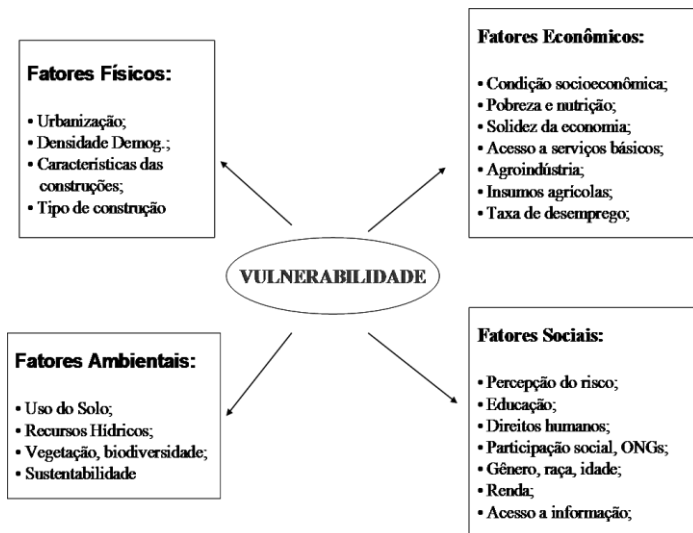 Fatores Físicos:
• Urbanização;
• Densidade Demog.;
• Características das
construções;
• Tipo de construção
Fatores Econômicos:
• Condição socioeconômica;
• Pobreza e nutrição;
• Solidez da economia;
• Acesso a serviços básicos;
• Agroindústria;
• Insumos agrícolas;
• Taxa de desemprego;
VULNERABILIDADE
Fatores Ambientais:
• Uso do Solo;
• Recursos Hídricos;
• Vegetação, biodiversidade;
• Sustentabilidade
Fatores Sociais:
• Percepção do risco;
• Educação;
• Direitos humanos;
• Participação social, ONGs;
• Gênero, raça, idade;
• Renda;
• Acesso a informação;